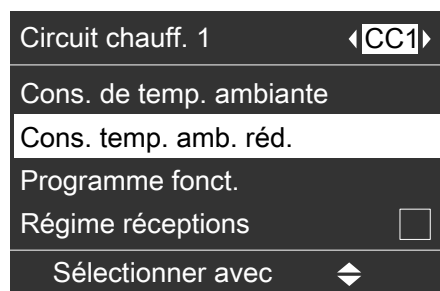 Circuit chauff. 1 CC1
Cons. de temp. ambiante
Cons. temp. amb. réd.
Programme fonct.
Régime réceptions
Sélectionner avec